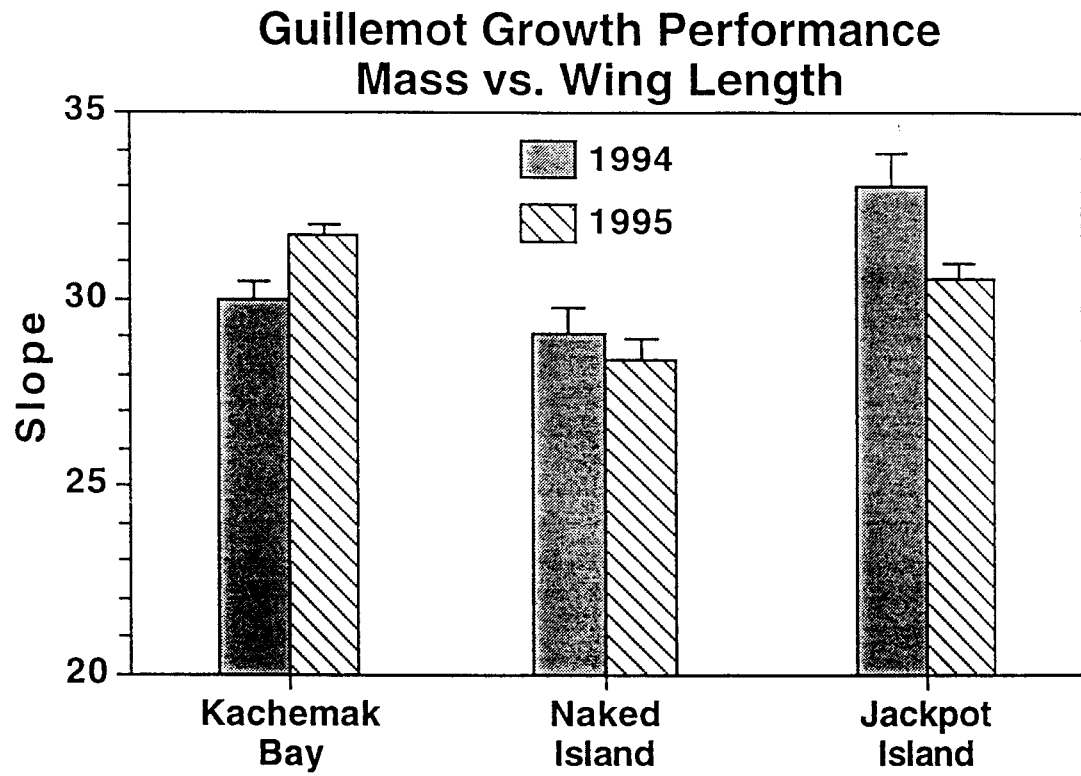 Guillemot Growth Performance
Mass vs. Wing Length
35
30
25
20
Slope
1994
1995
Kachemak
Bay
Naked
Island
Jackpot
Island